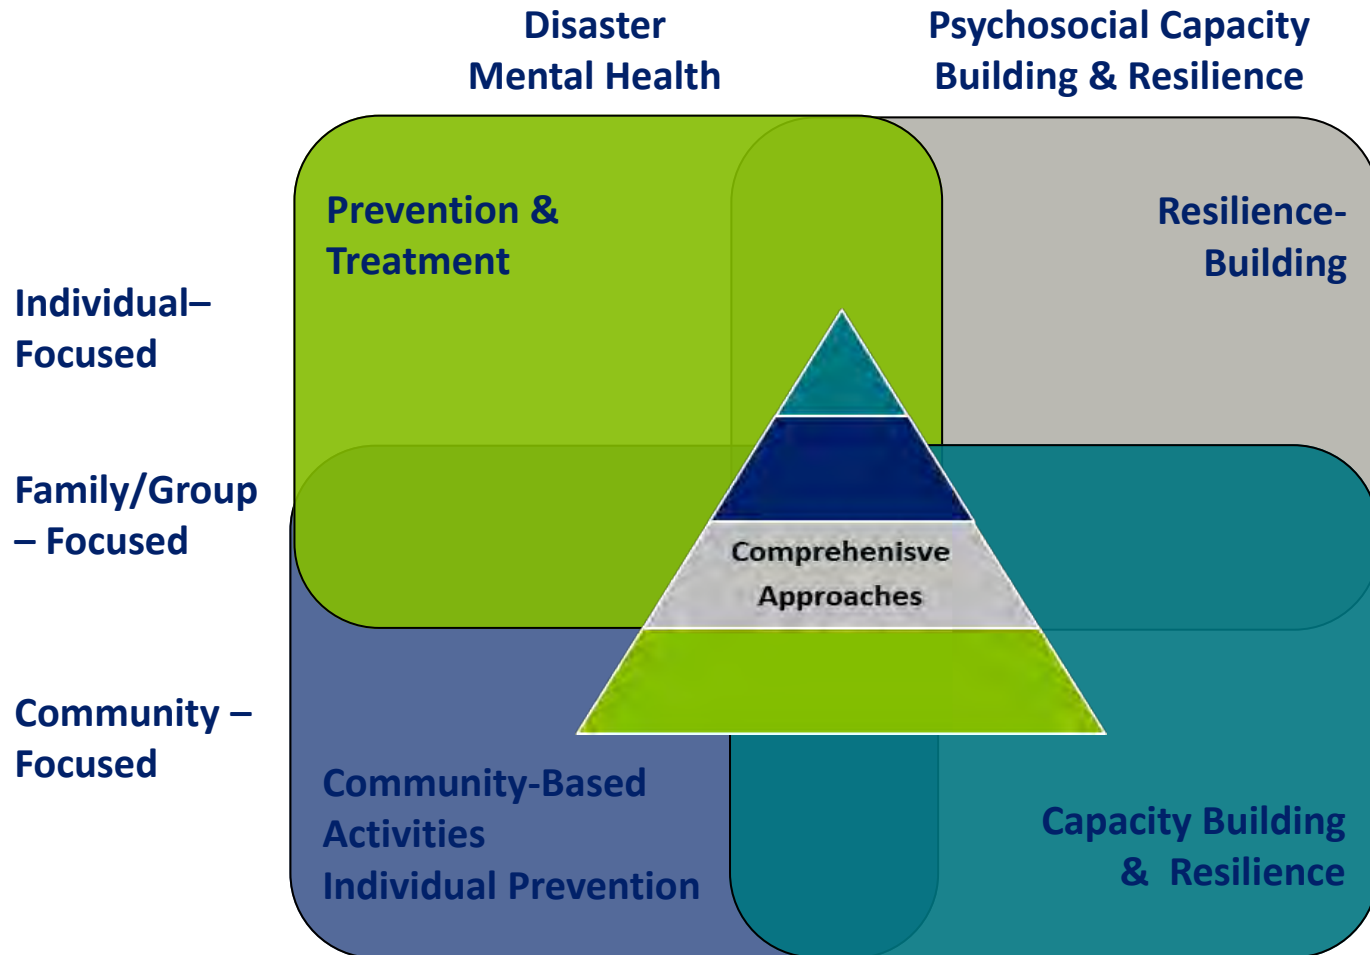 Disaster
Mental Health
Psychosocial Capacity
Building & Resilience
Prevention &
Treatment
Resilience-
Building
Individual–
Focused
Family/Group
– Focused
Comprehenisve
Approaches
Community –
Focused
Community-Based
Activities
Individual Prevention
Capacity Building
& Resilience